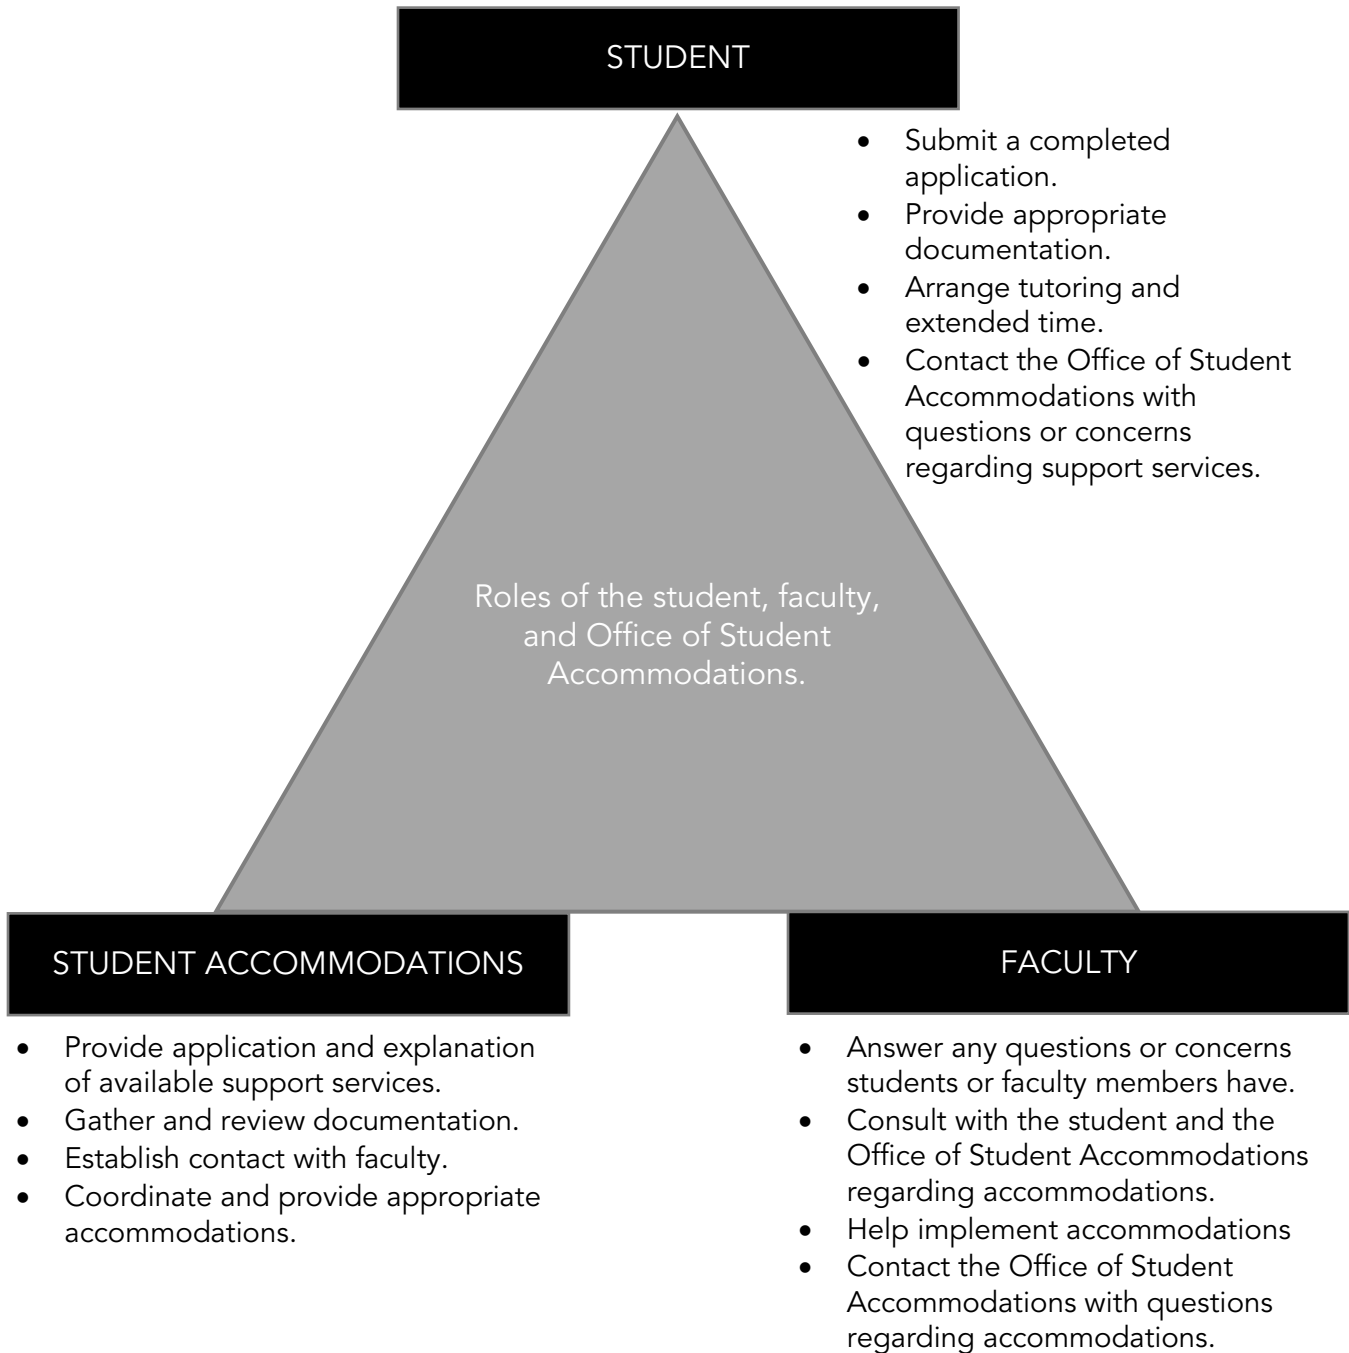 STUDENT
• Submit a completed
application.
• Provide appropriate
documentation.
• Arrange tutoring and
extended time.
• Contact the Office of Student
Accommodations with
questions or concerns
regarding support services.
Roles of the student, faculty,
and Office of Student
Accommodations.
STUDENT ACCOMMODATIONS
• Provide application and explanation
of available support services.
• Gather and review documentation.
• Establish contact with faculty.
• Coordinate and provide appropriate
accommodations.
FACULTY
• Answer any questions or concerns
students or faculty members have.
• Consult with the student and the
Office of Student Accommodations
regarding accommodations.
• Help implement accommodations
• Contact the Office of Student
Accommodations with questions
regarding accommodations.